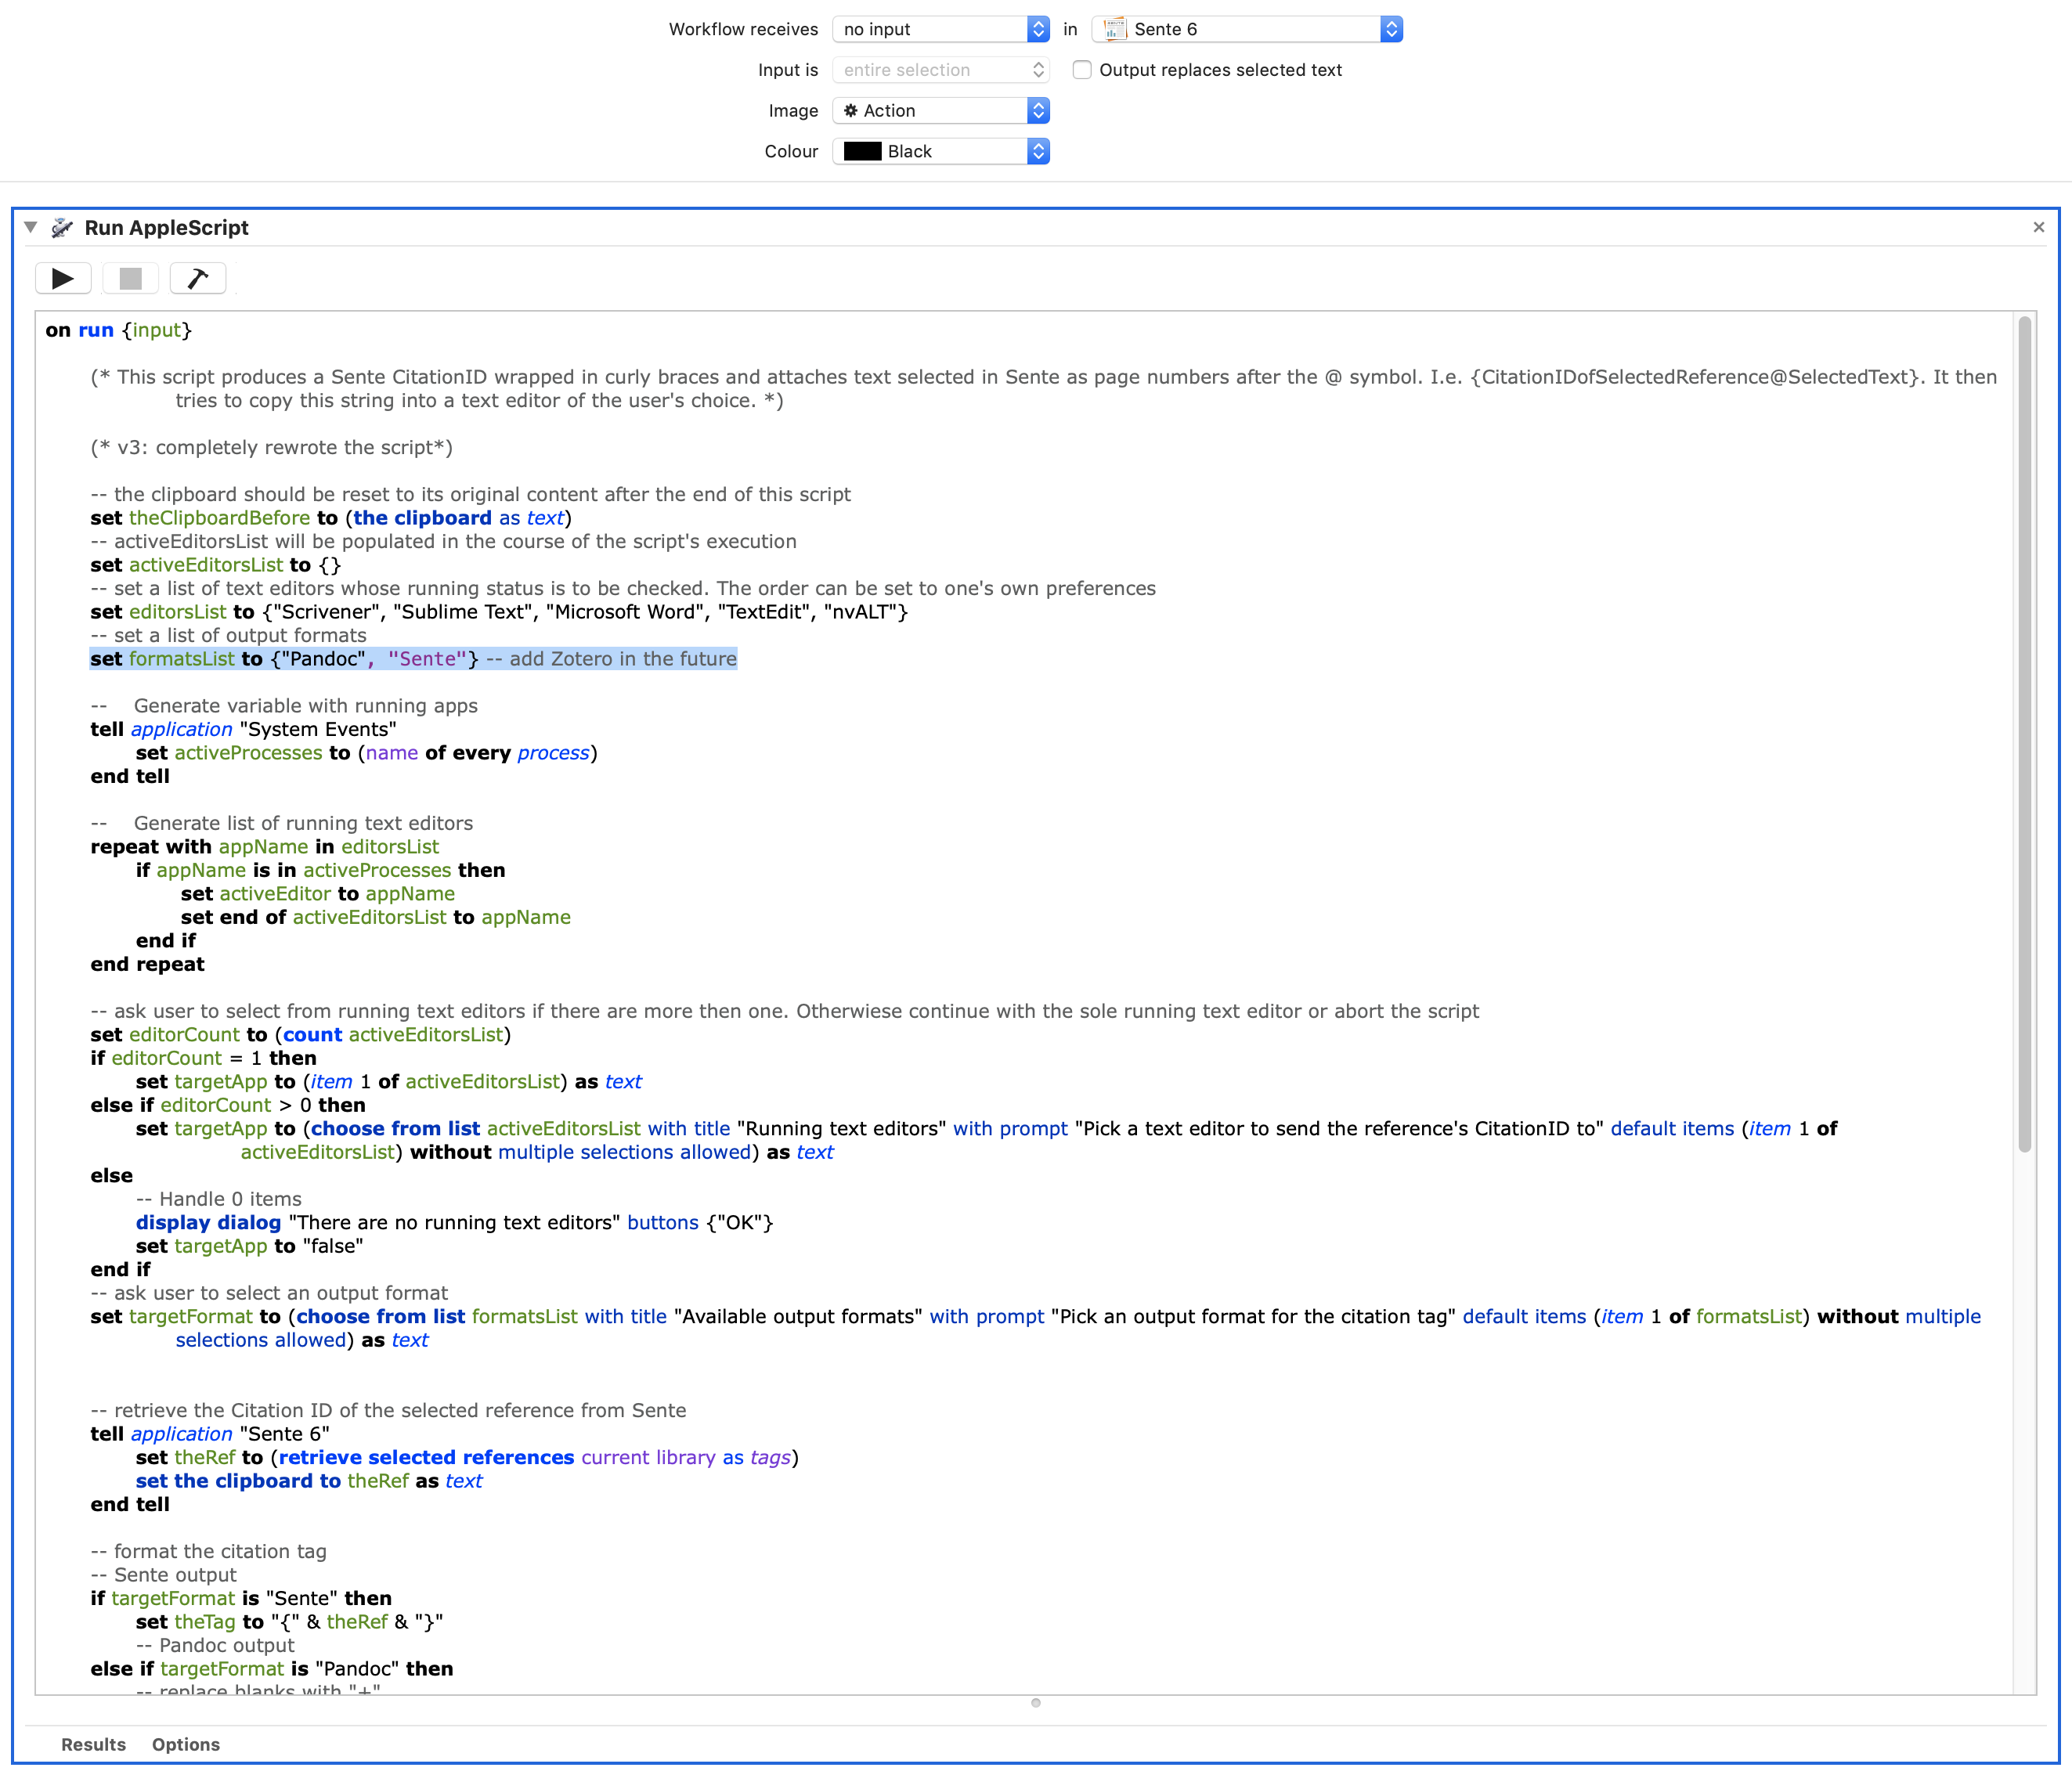 Workflow receives no input in Sente 6
Input is entire selection Output replaces selected text
Image Action
Colour Black
Run AppleScript
on run {input}
(* This script produces a Sente CitationID wrapped in curly braces and attaches text selected in Sente as page numbers after the @ symbol. I.e. {CitationIDofSelectedReference@SelectedText}. It then
tries to copy this string into a text editor of the user's choice. *)
(* v3: completely rewrote the script*)
-- the clipboard should be reset to its original content after the end of this script
set theClipboardBefore to (the clipboard as text)
-- activeEditorsList will be populated in the course of the script's execution
set activeEditorsList to {}
-- set a list of text editors whose running status is to be checked. The order can be set to one's own preferences
set editorsList to {"Scrivener", "Sublime Text", "Microsoft Word", "TextEdit", "nvALT"}
-- set a list of output formats
set formatsList to {"Pandoc", "Sente"} -- add Zotero in the future
-- Generate variable with running apps
tell application "System Events"
set activeProcesses to (name of every process)
end tell
-- Generate list of running text editors
repeat with appName in editorsList
if appName is in activeProcesses then
set activeEditor to appName
set end of activeEditorsList to appName
end if
end repeat
-- ask user to select from running text editors if there are more then one. Otherwiese continue with the sole running text editor or abort the script
set editorCount to (count activeEditorsList)
if editorCount = 1 then
set targetApp to (item 1 of activeEditorsList) as text
else if editorCount > 0 then
set targetApp to (choose from list activeEditorsList with title "Running text editors" with prompt "Pick a text editor to send the reference's CitationID to" default items (item 1 of
activeEditorsList) without multiple selections allowed) as text
else
-- Handle 0 items
display dialog "There are no running text editors" buttons {"OK"}
set targetApp to "false"
end if
-- ask user to select an output format
set targetFormat to (choose from list formatsList with title "Available output formats" with prompt "Pick an output format for the citation tag" default items (item 1 of formatsList) without multiple
selections allowed) as text
-- retrieve the Citation ID of the selected reference from Sente
tell application "Sente 6"
set theRef to (retrieve selected references current library as tags)
set the clipboard to theRef as text
end tell
-- format the citation tag
-- Sente output
if targetFormat is "Sente" then
set theTag to "{" & theRef & "}"
-- Pandoc output
else if targetFormat is "Pandoc" then
-- replace blanks with "+"
Results Options